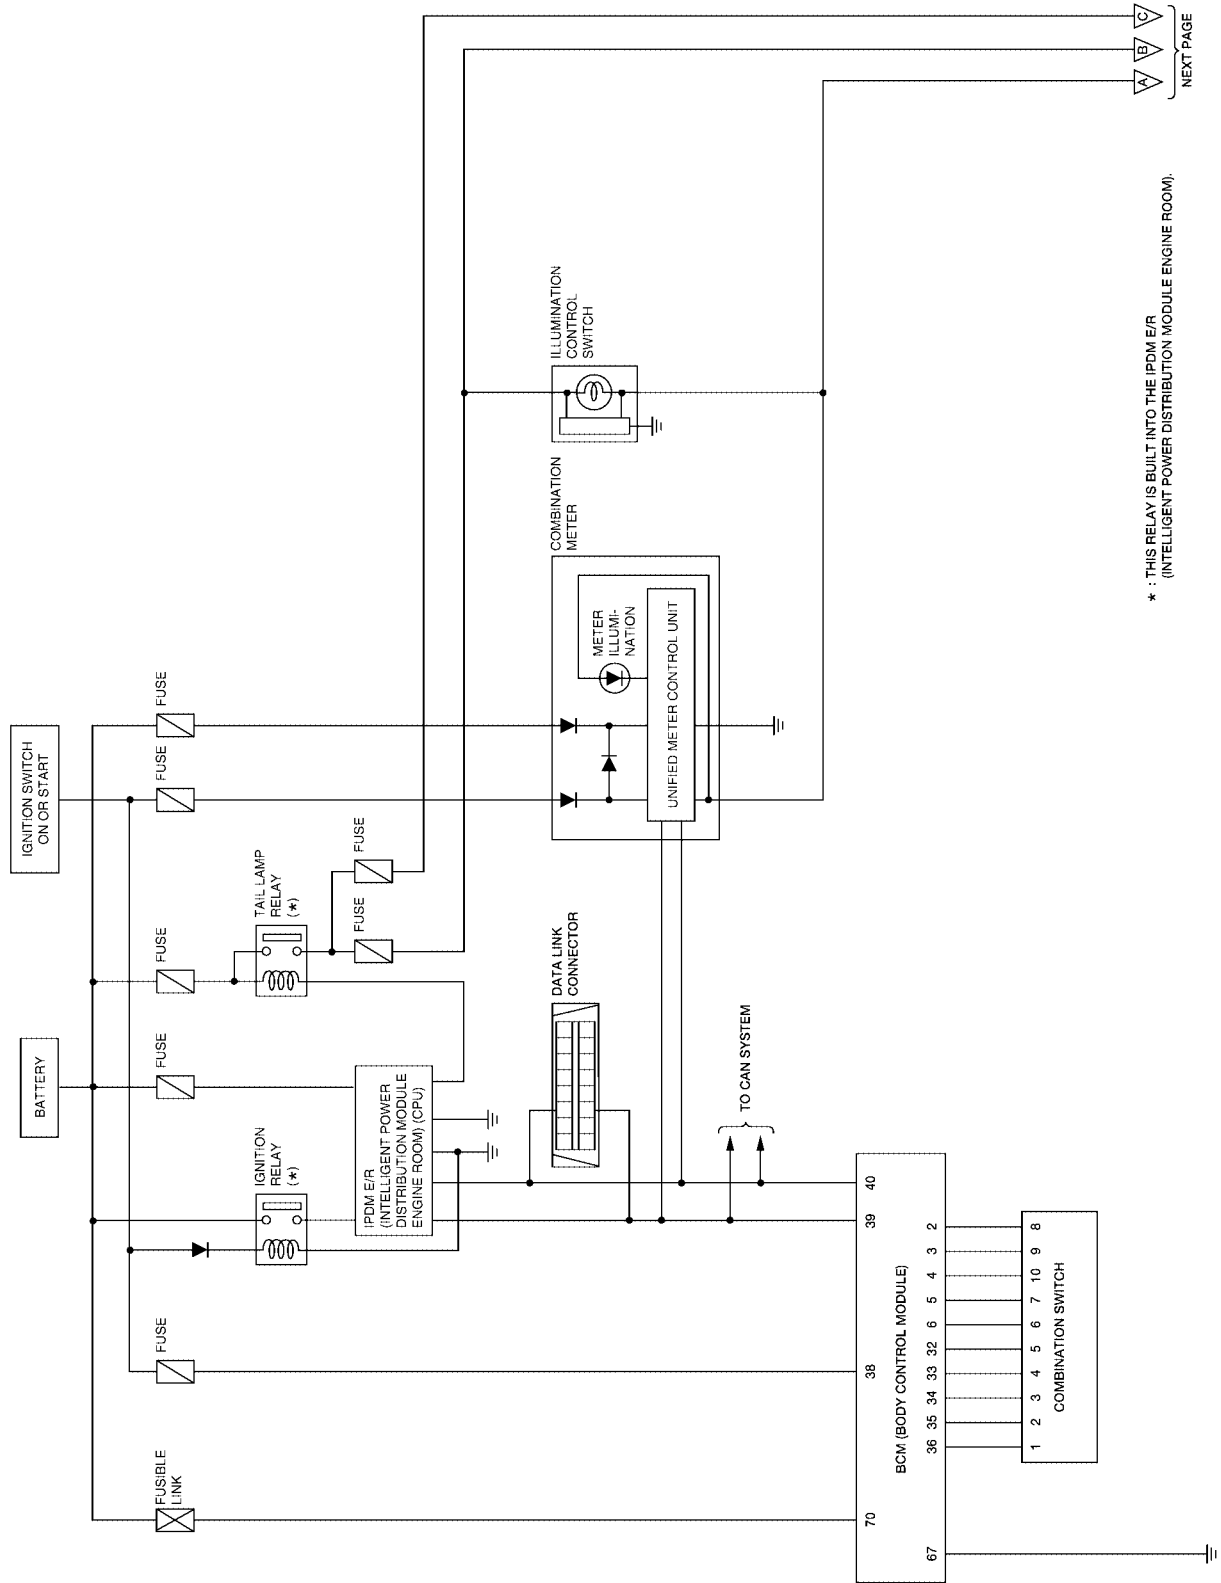 BATTERY
IGNITION SWITCH
ON OR START
FUSIBLE
LINK
FUSE
FUSE
FUSE
FUSE
FUSE
IGNITION
RELAY
(*)
TAIL LAMP
RELAY
(*)
FUSE
FUSE
IPDM E/R
(INTELLIGENT POWER
DISTRIBUTION MODULE
ENGINE ROOM) (CPU)
DATA LINK
CONNECTOR
COMBINATION
METER
METER
ILLUMI-
NATION
UNIFIED METER CONTROL UNIT
ILLUMINATION
CONTROL
SWITCH
TO CAN SYSTEM
70 38 39 40
BCM (BODY CONTROL MODULE)
67 36 35 34 33 32 6 5 4 3 2
1 2 3 4 5 6 7 10 9 8
COMBINATION SWITCH
A B C
NEXT PAGE
* : THIS RELAY IS BUILT INTO THE IPDM E/R
(INTELLIGENT POWER DISTRIBUTION MODULE ENGINE ROOM).